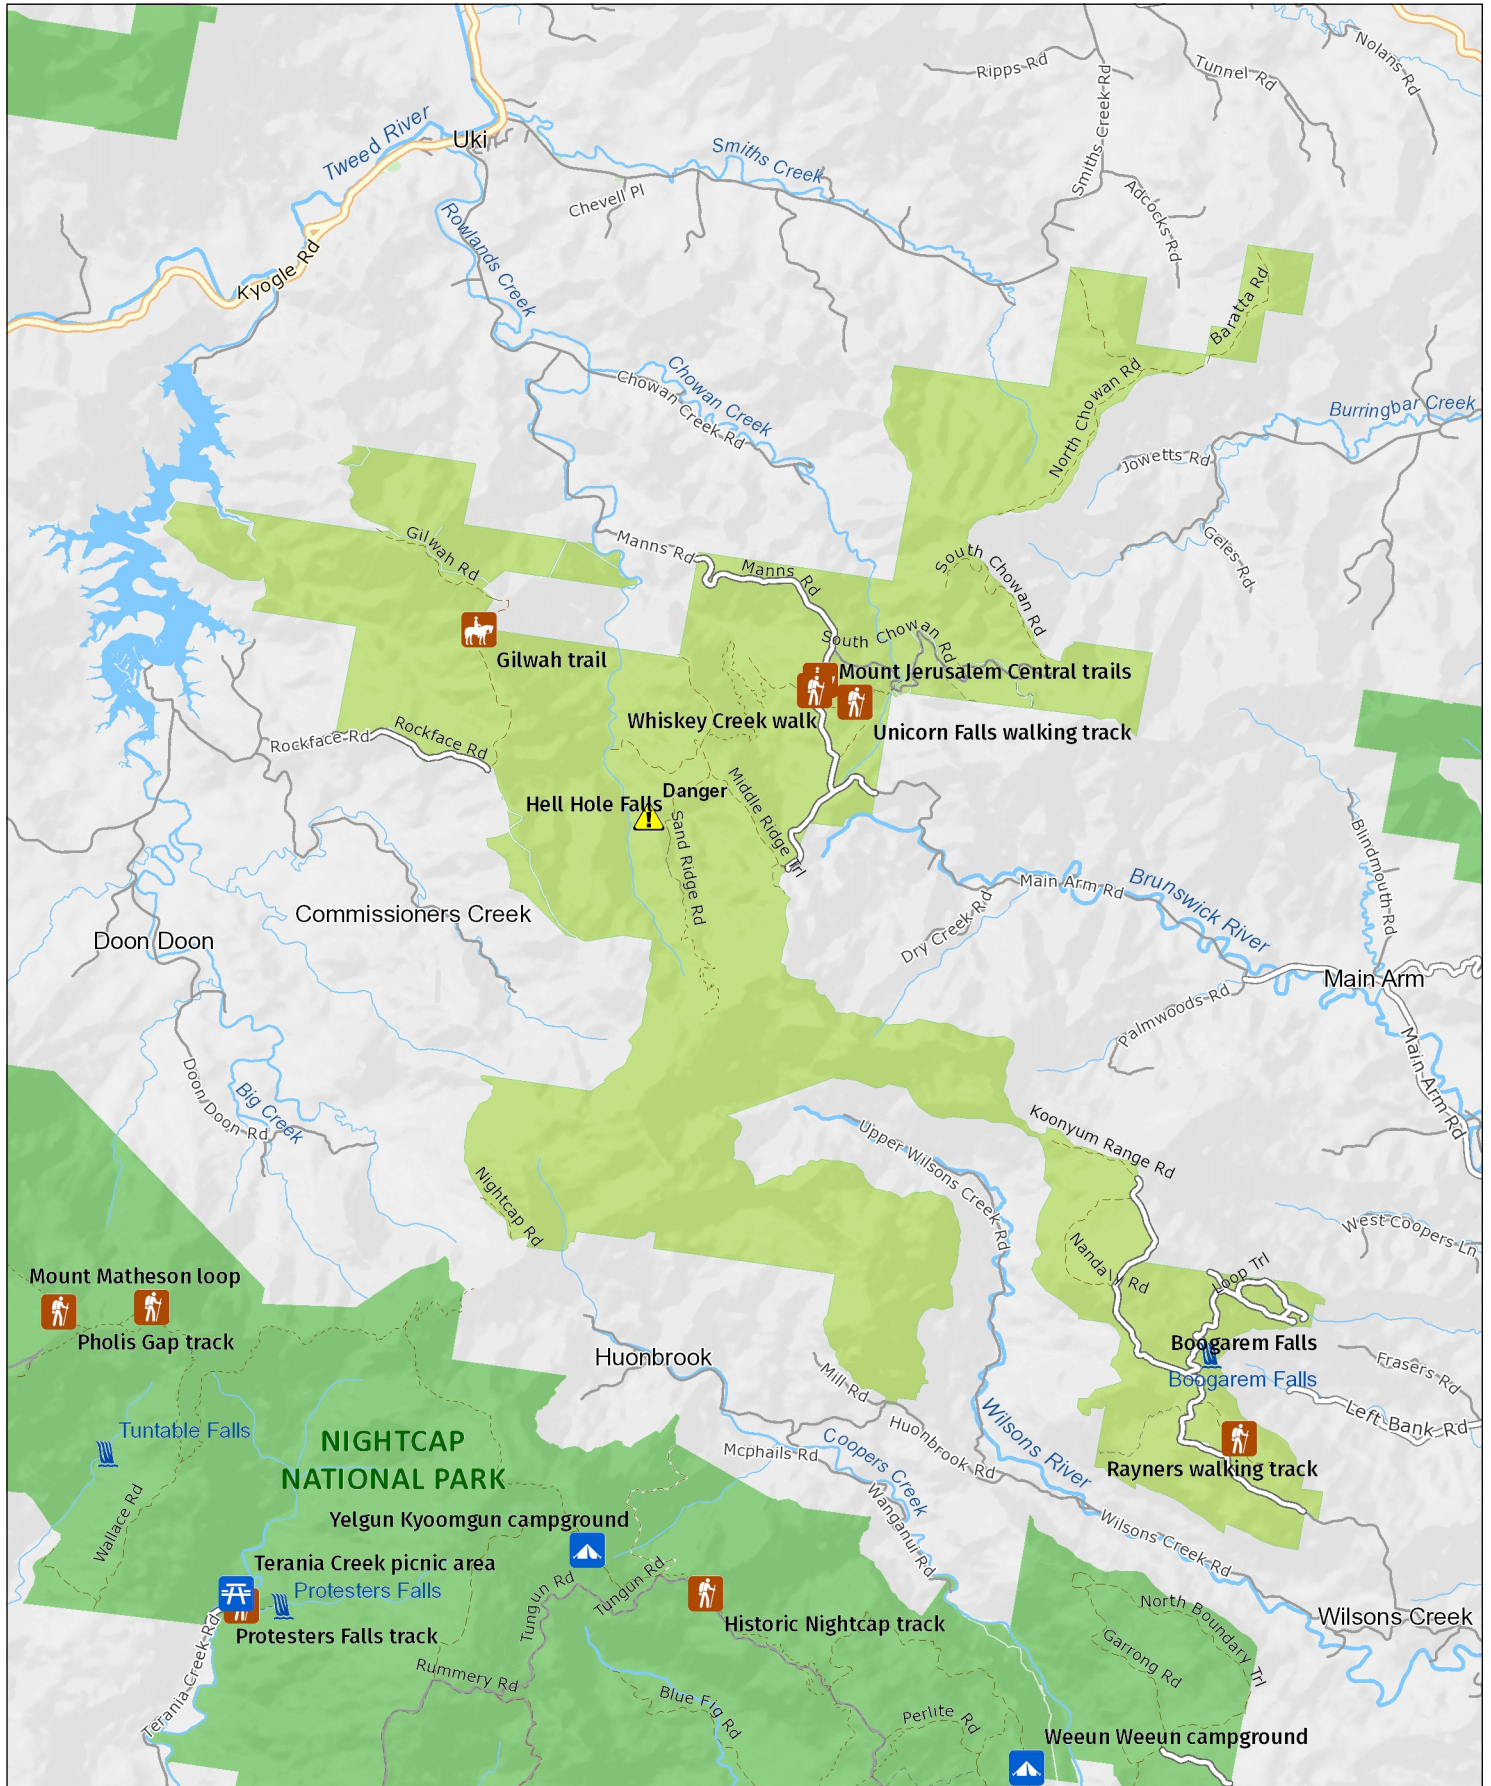 Nolans Rd
Ripps Rd
Tunnel Rd
Smiths Creek Rd
Tweed River
Uki
Smiths Creek
Chevell Pl
Adcocks Rd
Rowlands Creek
Kyogle Rd
Baratta Rd
Chowan Creek
Chowan Creek Rd
North Chowan Rd
Burringbar Creek
Jowetts Rd
Gilwah Rd
Manns Rd
Manns Rd
South Chowan Rd
Geles Rd
South Chowan Rd
Gilwah trail
Mount Jerusalem Central trails
Whiskey Creek walk
Unicorn Falls walking track
Rockface Rd
Rockface Rd
Danger
Hell Hole Falls
Middle Ridge Trl
Sand Ridge Rd
Blindmouth Rd
Main Arm Rd
Brunswick River
Dry Creek Rd
Commissioners Creek
Doon Doon
Main Arm
Palmwoods Rd
Main Arm Rd
Doon Doon Rd
Big Creek
Koonyum Range Rd
Upper Wilsons Creek Rd
Nightcap Rd
West Coopers Ln
Nandaly Rd
Loop Trl
Mount Matheson loop
Pholis Gap track
Boogarem Falls
Boogarem Falls
Huonbrook
Mill Rd
Frasers Rd
Left Bank Rd
Huonbrook Rd
Wilsons River
Tuntable Falls
NIGHTCAP
NATIONAL PARK
Mcphails Rd
Coopers Creek
Rayners walking track
Wallace Rd
Yelgun Kyoomgun campground
Wanganui Rd
Wilsons Creek Rd
Terania Creek picnic area
Protesters Falls
Tungun Rd
Tungun Rd
Protesters Falls track
Historic Nightcap track
North Boundary Trl
Wilsons Creek
Garrong Rd
Terania Creek Rd
Rummery Rd
Blue Fig Rd
Perlite Rd
Weeun Weeun campground